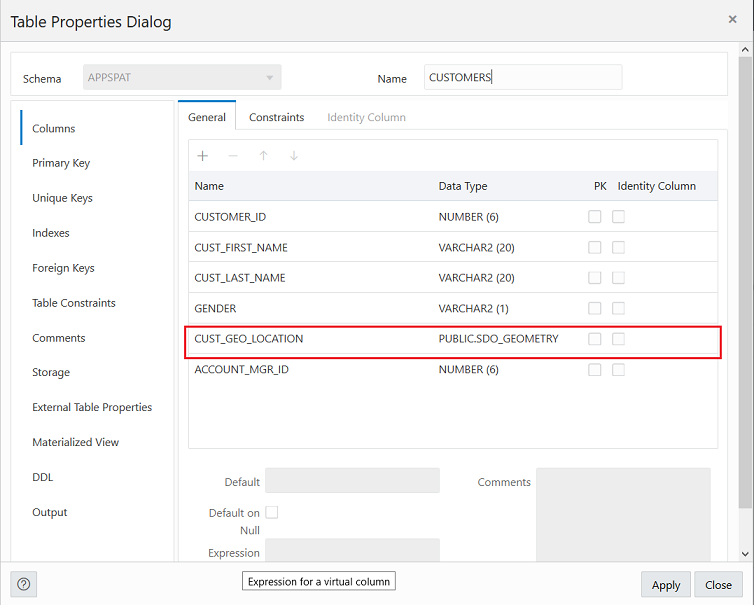 Table Properties Dialog
Schema APPSPAT Name CUSTOMERS
Columns
Primary Key
Unique Keys
Indexes
Foreign Keys
Table Constraints
Comments
Storage
External Table Properties
Materialized View
DDL
Output
General Constraints Identity Column
Name Data Type PK Identity Column
CUSTOMER_ID NUMBER (6)
CUST_FIRST_NAME VARCHAR2 (20)
CUST_LAST_NAME VARCHAR2 (20)
GENDER VARCHAR2 (1)
CUST_GEO_LOCATION PUBLIC.SDO_GEOMETRY
ACCOUNT_MGR_ID NUMBER (6)
Default Comments
Default on
Null
Expression
Expression for a virtual column
Apply Close